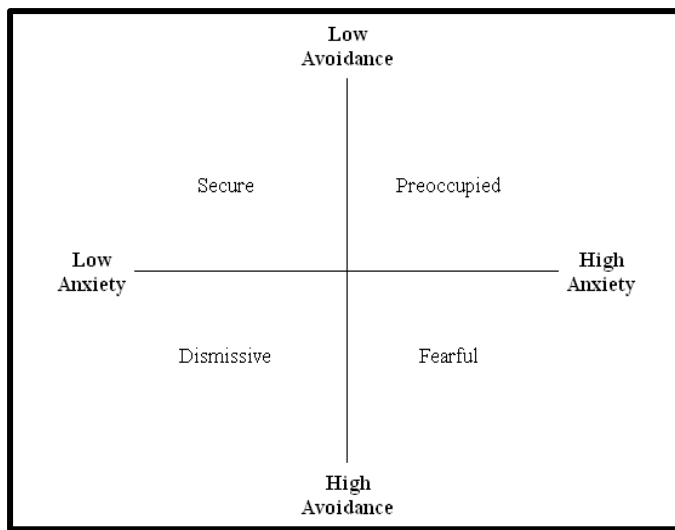 Low
Avoidance
Secure
Preoccupied
Low
Anxiety
High
Anxiety
Dismissive
Fearful
High
Avoidance